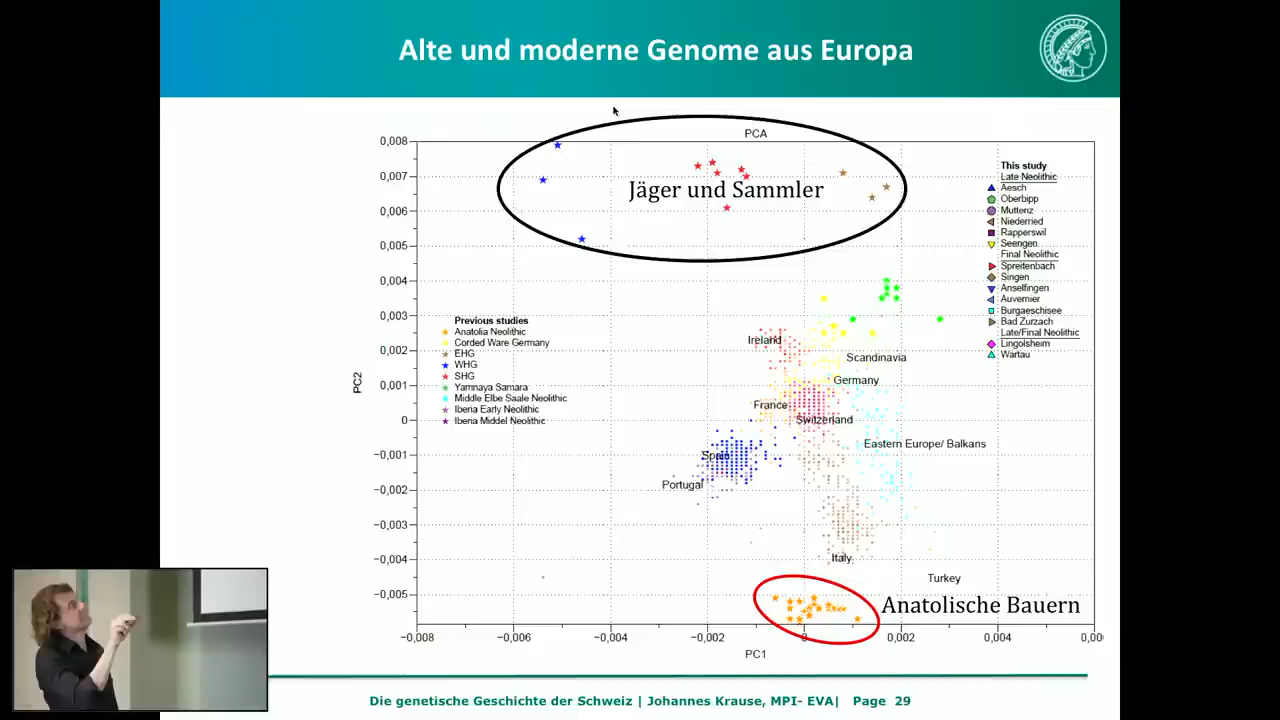 Alte und moderne Genome aus Europa
PCA
0,008
0,007
0,006
0,005
0,004
0,003
0,002
0,001
0
−0,001
−0,002
−0,003
−0,004
−0,005
PC2
Jäger und Sammler
This study
Late Neolithic
Aesch
Oberbipp
Muttenz
Niederried
Rapperswil
Seengen
Final Neolithic
Spreitenbach
Singen
Anselfingen
Auvernier
Burgaeschisee
Bad Zurzach
Late/Final Neolithic
Lingolsheim
Wartau
Previous studies
Anatolia Neolithic
Corded Ware Germany
EHG
WHG
SHG
Yamnaya Samara
Middle Elbe Saale Neolithic
Iberia Early Neolithic
Iberia Middel Neolithic
Ireland
Scandinavia
Germany
France
Switzerland
Eastern Europe/ Balkans
Spain
Portugal
Italy
Turkey
Anatolische Bauern
−0,008
−0,006
−0,004
−0,002
0
0,002
0,004
0,00
PC1
Die genetische Geschichte der Schweiz | Johannes Krause, MPI- EVA| Page 29